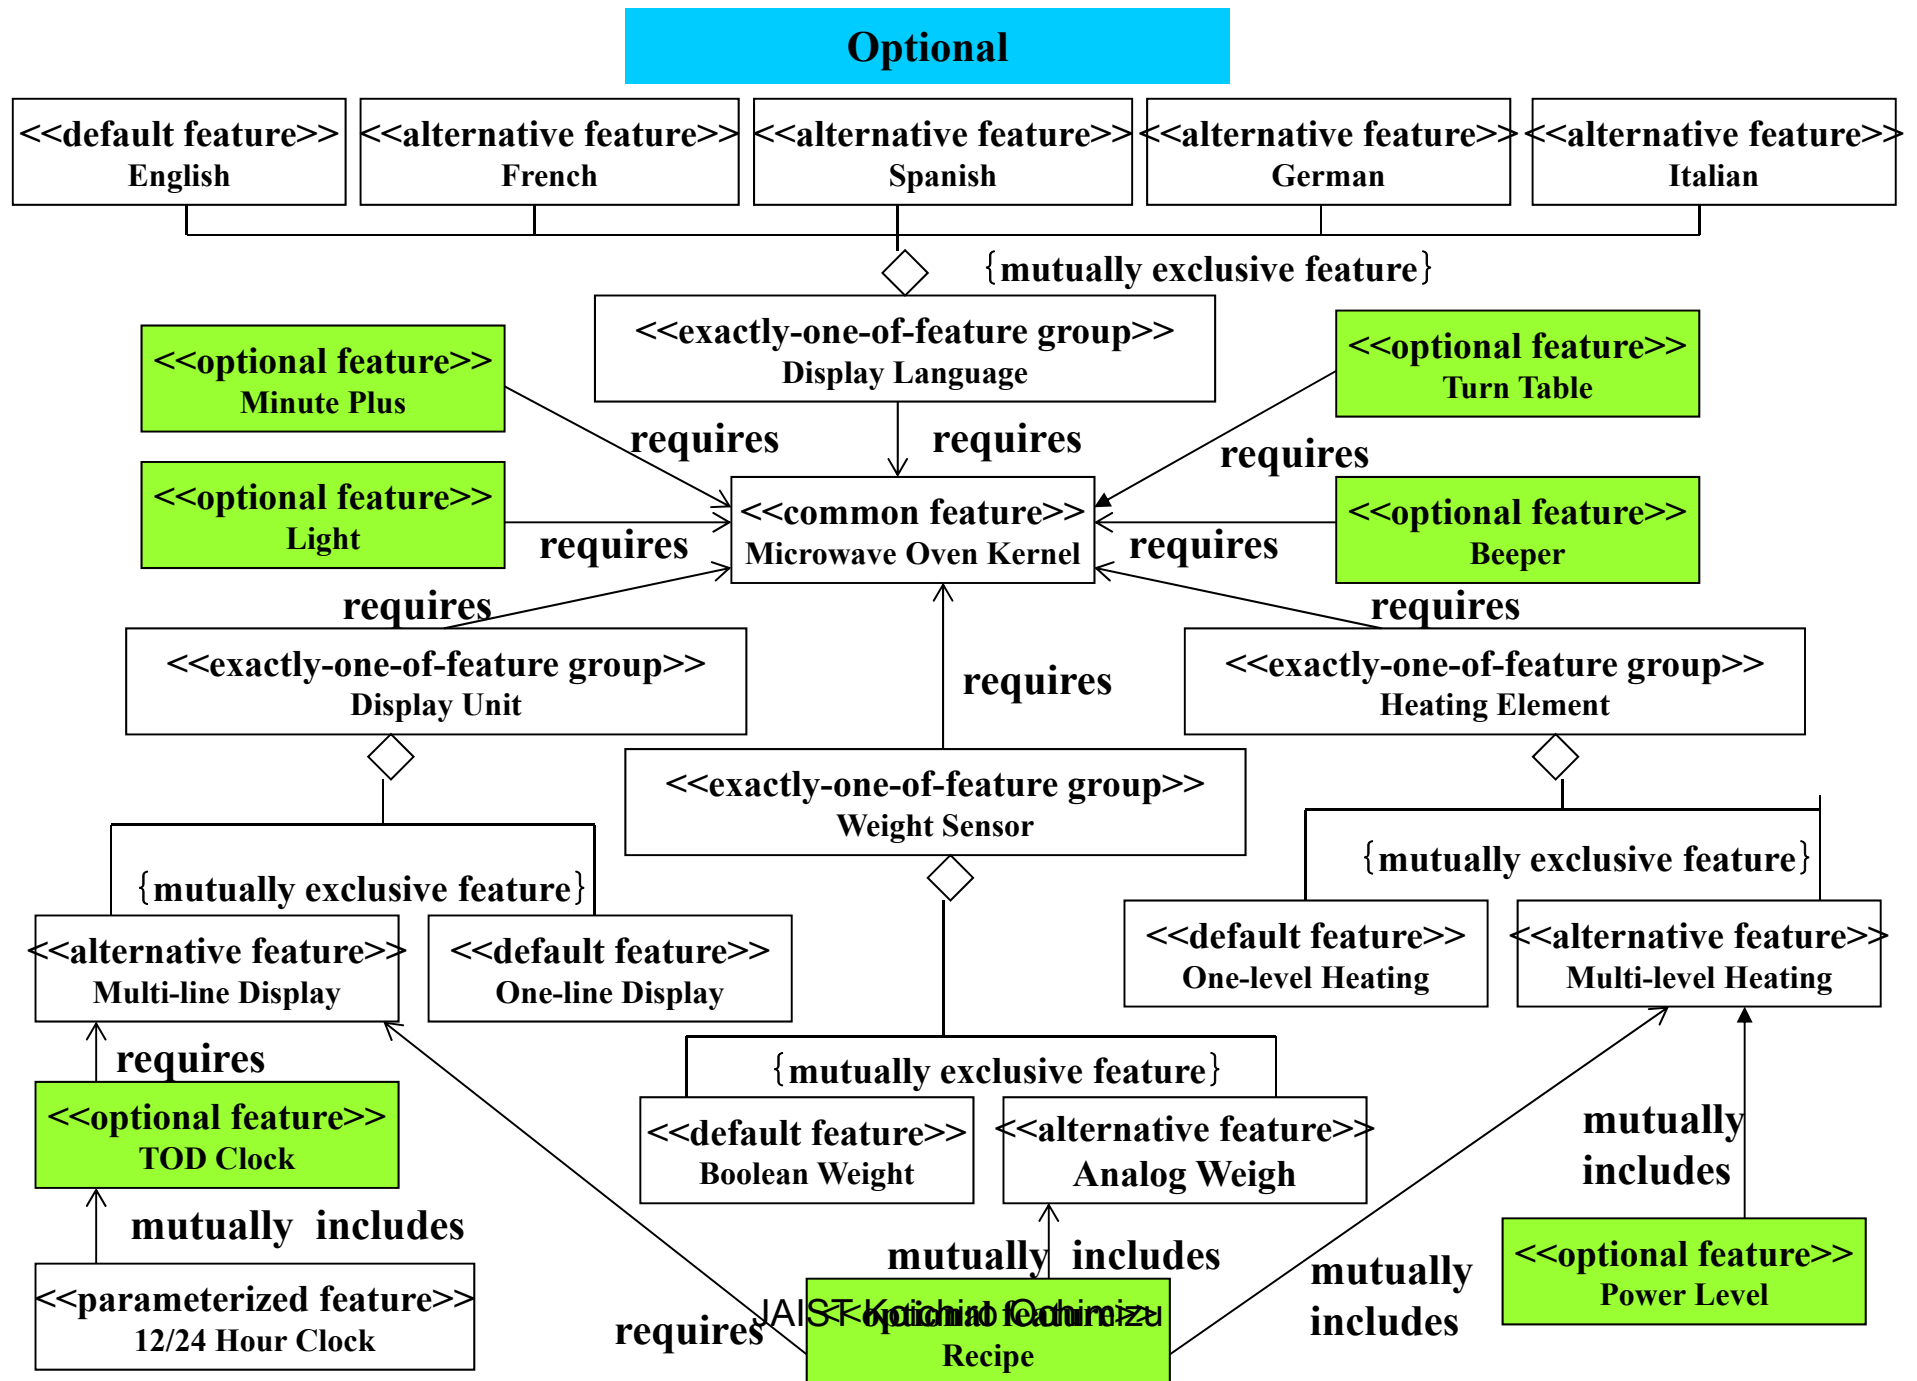 Optional
<<default feature>>
English
<<alternative feature>>
French
<<alternative feature>>
Spanish
<<alternative feature>>
German
<<alternative feature>>
Italian
{mutually exclusive feature}
<<exactly-one-of-feature group>>
Display Language
<<optional feature>>
Minute Plus
<<optional feature>>
Turn Table
requires
requires
requires
<<optional feature>>
Light
<<common feature>>
Microwave Oven Kernel
<<optional feature>>
Beeper
requires
requires
requires
requires
<<exactly-one-of-feature group>>
Display Unit
requires
<<exactly-one-of-feature group>>
Heating Element
<<exactly-one-of-feature group>>
Weight Sensor
{mutually exclusive feature}
{mutually exclusive feature}
<<alternative feature>>
Multi-line Display
<<default feature>>
One-line Display
<<default feature>>
One-level Heating
<<alternative feature>>
Multi-level Heating
requires
{mutually exclusive feature}
<<optional feature>>
TOD Clock
<<default feature>>
Boolean Weight
<<alternative feature>>
Analog Weigh
mutually
includes
mutually includes
mutually includes
mutually
includes
<<optional feature>>
Power Level
<<parameterized feature>>
12/24 Hour Clock
requires
<<optional feature>>
Recipe
JAIST Koichiro Ochimizu